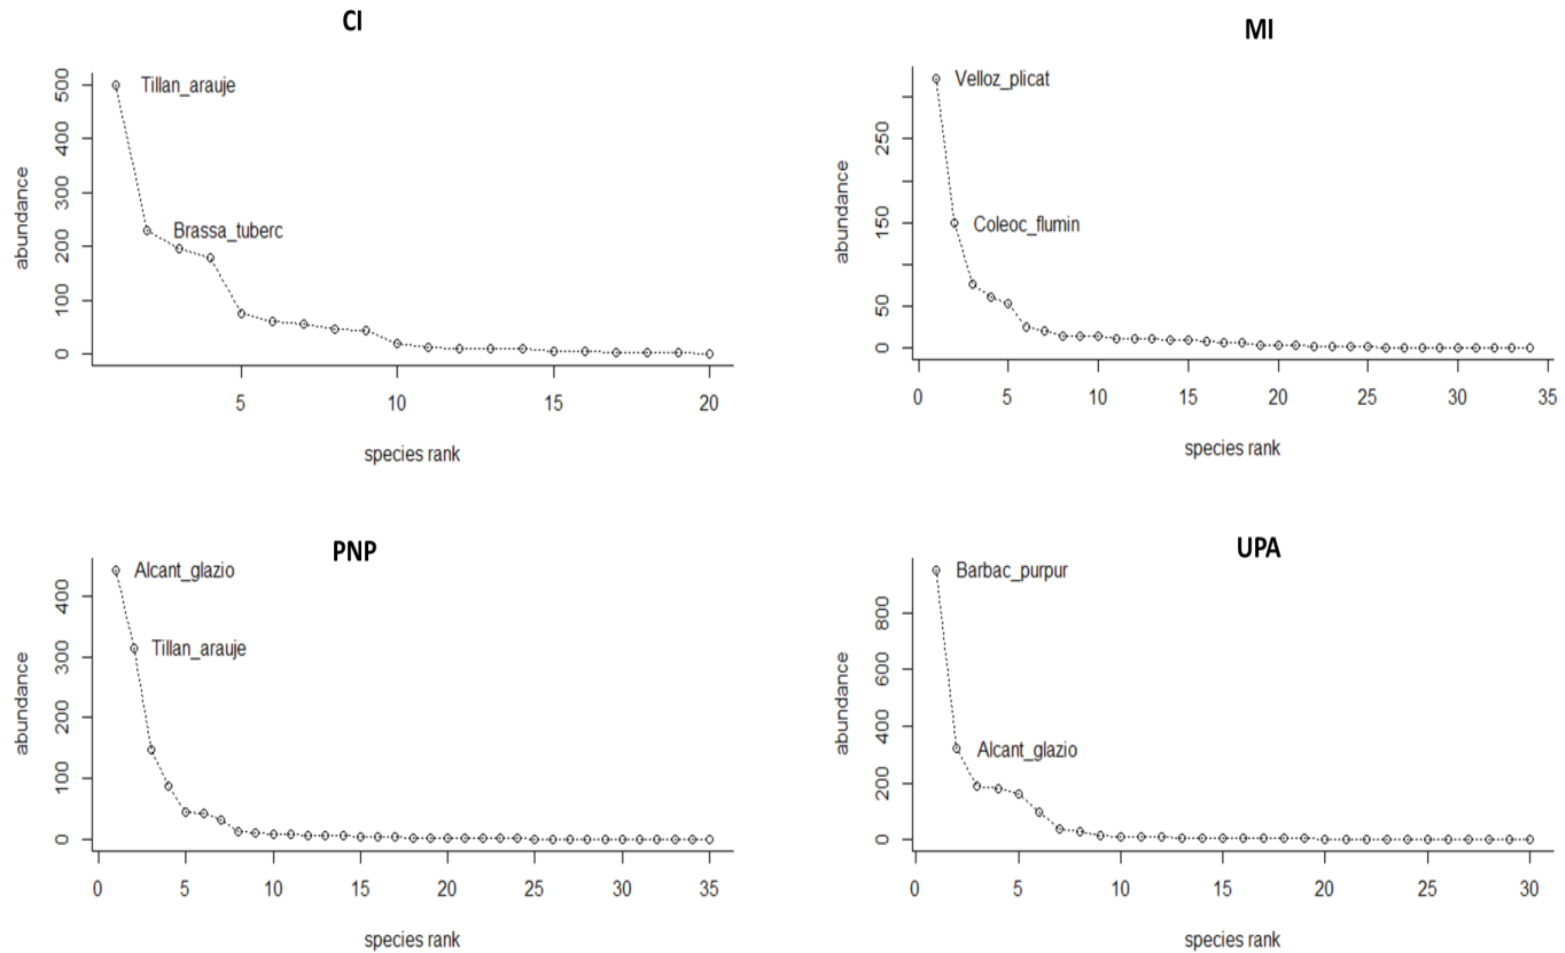 CI
500
400
300
200
100
0
abundance
Tillan_arauje
Brassa_tuberc
5 10 15 20
species rank
MI
250
150
50
0
abundance
Velloz_plicat
Coleoc_flumin
0 5 10 15 20 25 30 35
species rank
PNP
400
300
200
100
0
abundance
Alcant_glazio
Tillan_arauje
0 5 10 15 20 25 30 35
species rank
UPA
800
600
400
200
0
abundance
Barbac_purpur
Alcant_glazio
0 5 10 15 20 25 30
species rank